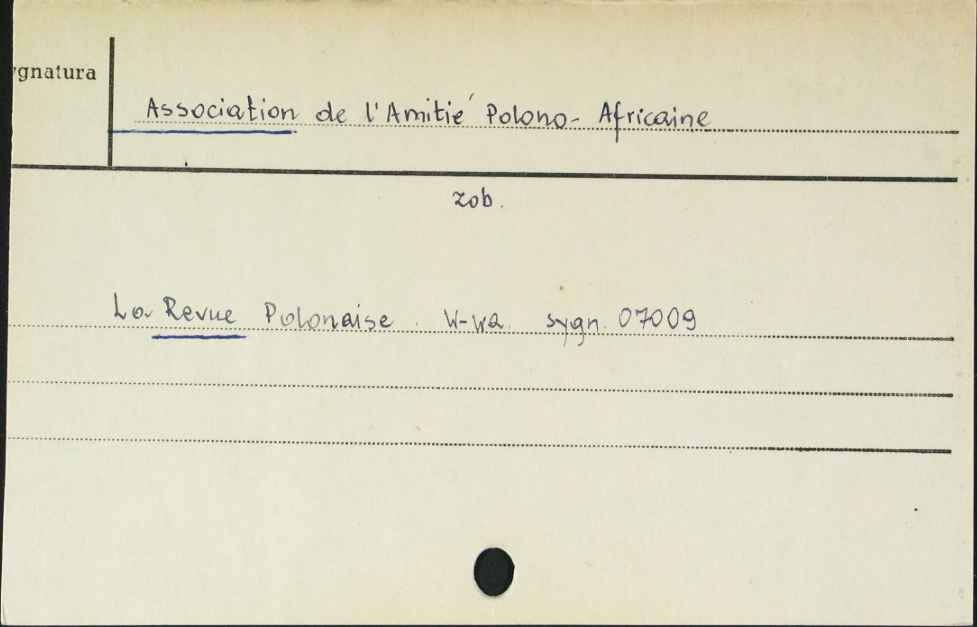 ygnatura
Association de l'Amitié Polono-Africaine
zob.
La Revue Polonaise. W-wa. sygn. 07009